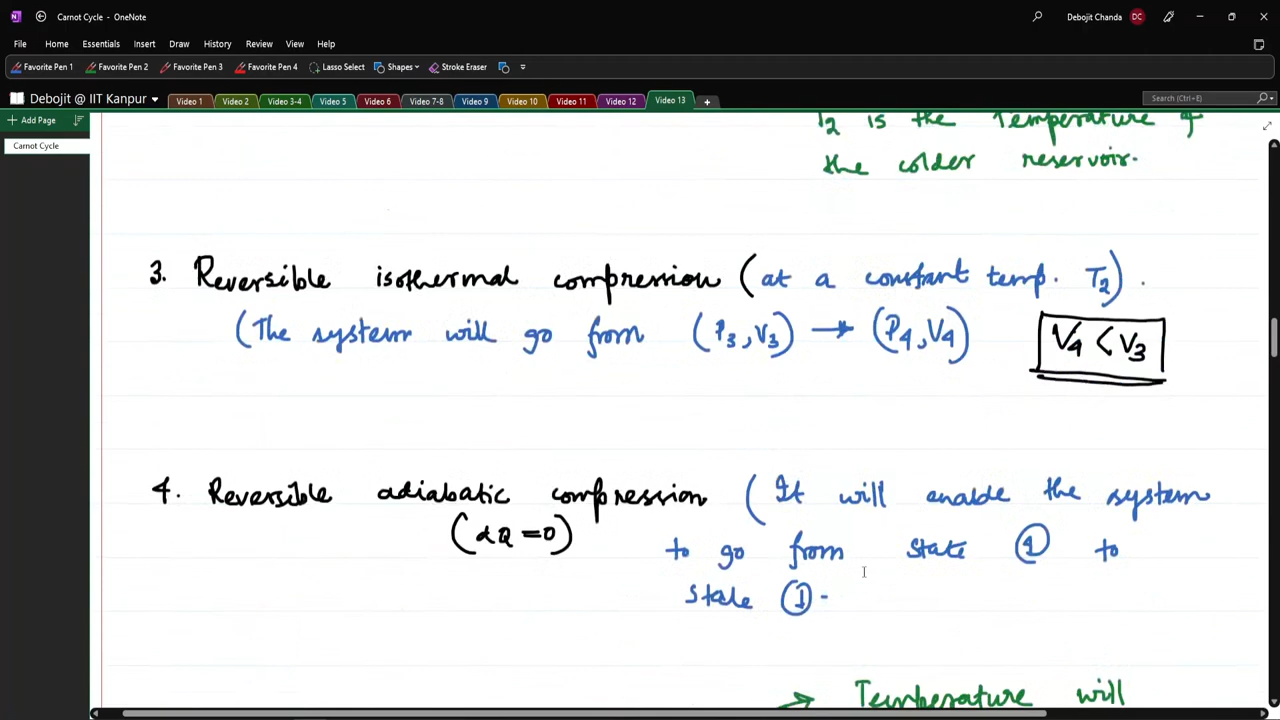 Carnot Cycle - OneNote
Debojit Chanda DC
File Home Essentials Insert Draw History Review View Help
Favorite Pen 1 Favorite Pen 2 Favorite Pen 3 Favorite Pen 4 Lasso Select Shapes Stroke Eraser
Debojit @ IIT Kanpur Video 1 Video 2 Video 3-4 Video 5 Video 6 Video 7-8 Video 9 Video 10 Video 11 Video 12 Video 13 + Search (Ctrl+E)
Add Page
Carnot Cycle
T₂ is the Temperature of
the colder reservoir.
3. Reversible isothermal compression (at a constant temp. T₂).
(The system will go from (P₃,V₃) → (P₄,V₄) V₄ < V₃
4. Reversible adiabatic compression (It will enable the system
(dQ = 0) to go from state ④ to
state ①.
→ Temperature will